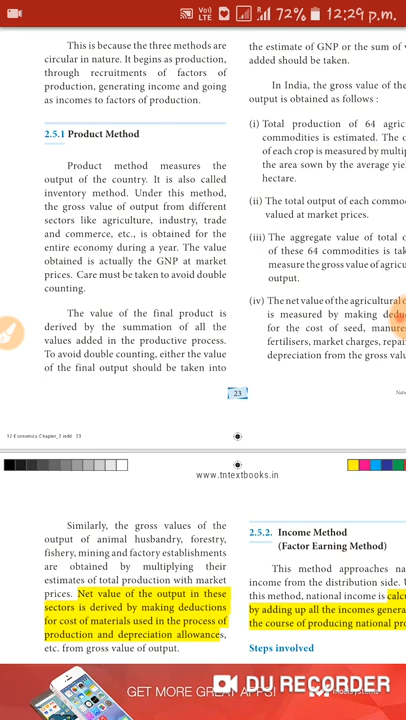 Voi)
LTE
R
72%
12:29 p.m.
This is because the three methods are
circular in nature. It begins as production,
through recruitments of factors of
production, generating income and going
as incomes to factors of production.
2.5.1 Product Method
Product method measures the
output of the country. It is also called
inventory method. Under this method,
the gross value of output from different
sectors like agriculture, industry, trade
and commerce, etc., is obtained for the
entire economy during a year. The value
obtained is actually the GNP at market
prices. Care must be taken to avoid double
counting.
The value of the final product is
derived by the summation of all the
values added in the productive process.
To avoid double counting, either the value
of the final output should be taken into
the estimate of GNP or the sum of
added should be taken.
In India, the gross value of the
output is obtained as follows :
(i) Total production of 64 agric
commodities is estimated. The o
of each crop is measured by multip
the area sown by the average yie
hectare.
(ii) The total output of each commo
valued at market prices.
(iii) The aggregate value of total o
of these 64 commodities is tak
measure the gross value of agricu
output.
(iv) The net value of the agricultural
is measured by making dedu
for the cost of seed, manure
fertilisers, market charges, repai
depreciation from the gross valu
23
Natio
12-Economics Chapter_2.indd 23
www.tntextbooks.in
Similarly, the gross values of the
output of animal husbandry, forestry,
fishery, mining and factory establishments
are obtained by multiplying their
estimates of total production with market
prices. Net value of the output in these
sectors is derived by making deductions
for cost of materials used in the process of
production and depreciation allowances,
etc. from gross value of output.
2.5.2. Income Method
(Factor Earning Method)
This method approaches na
income from the distribution side. U
this method, national income is calcu
by adding up all the incomes genera
the course of producing national pro
Steps involved
GET MORE GREAT APPS!
DU RECORDER